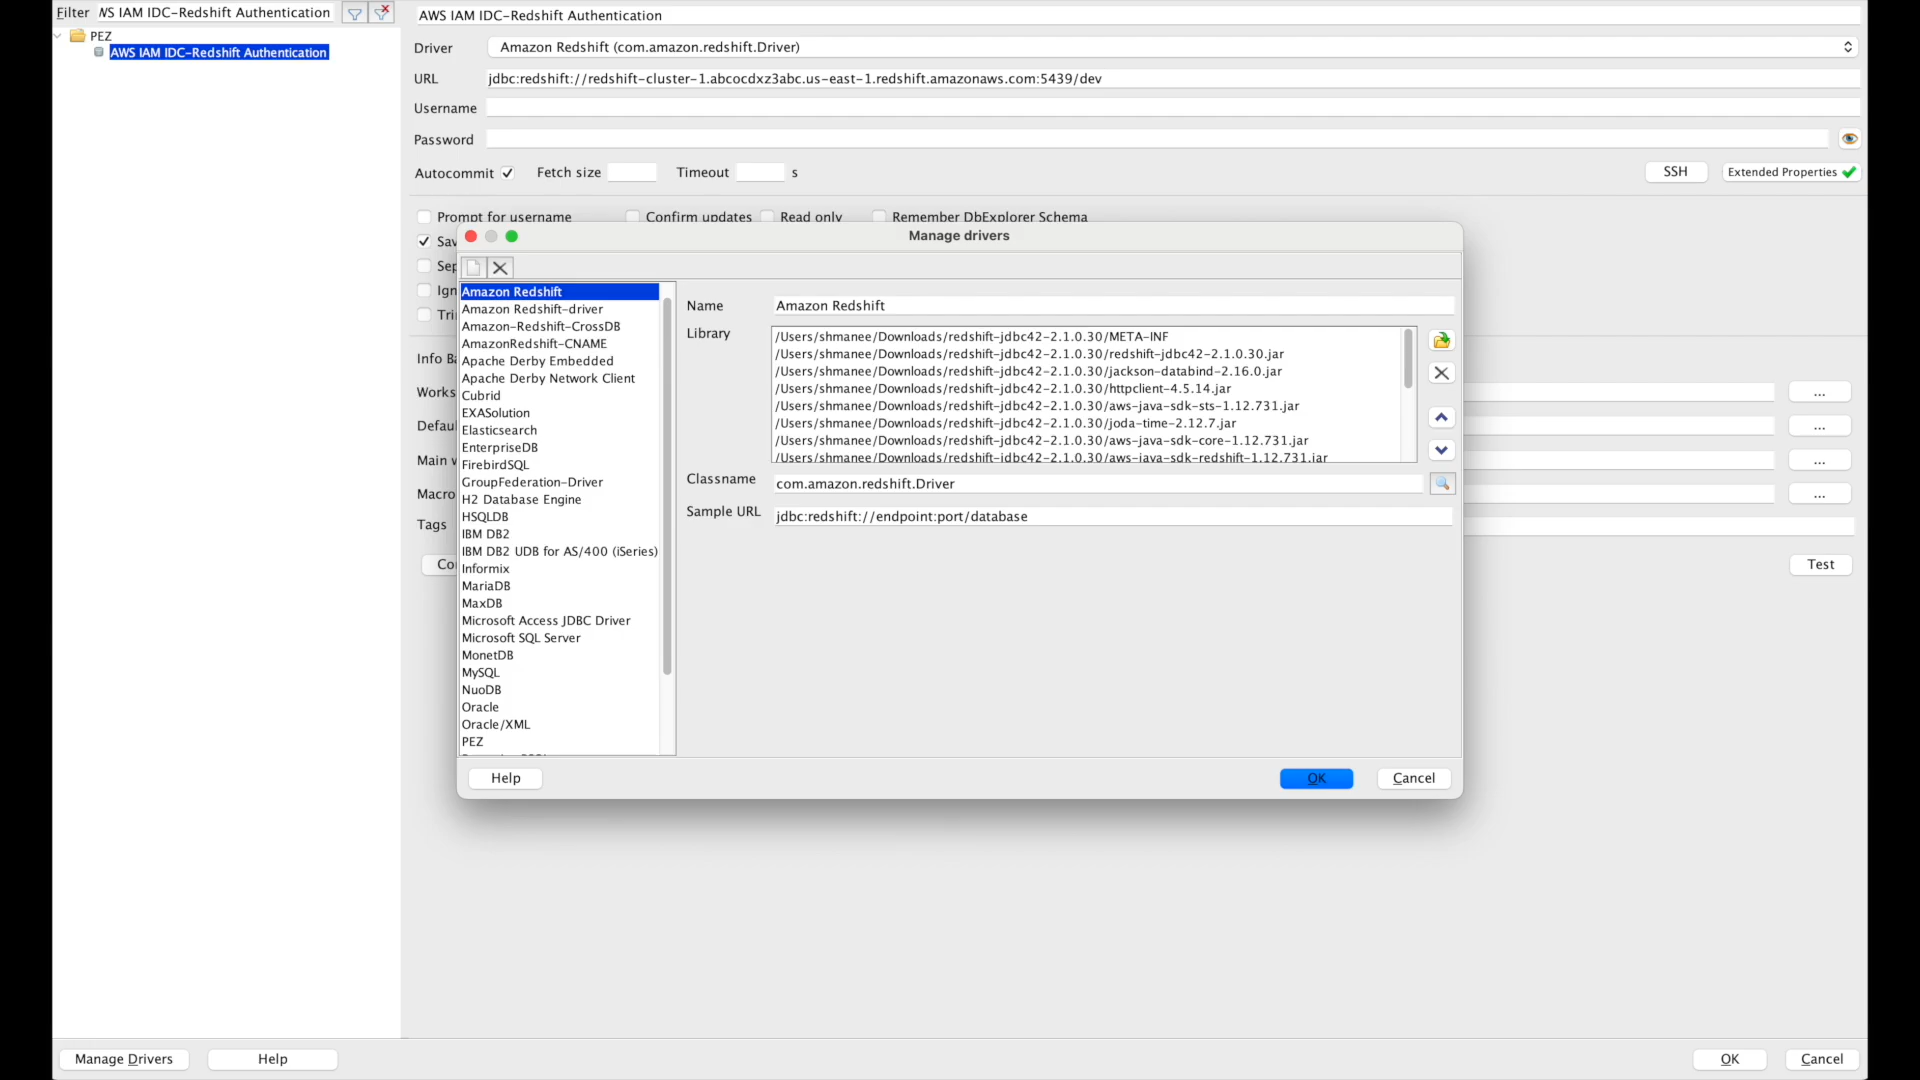 Filter WS IAM IDC-Redshift Authentication
PEZ
AWS IAM IDC-Redshift Authentication
AWS IAM IDC-Redshift Authentication
Driver Amazon Redshift (com.amazon.redshift.Driver)
URL jdbc:redshift://redshift-cluster-1.abcocdxz3abc.us-east-1.redshift.amazonaws.com:5439/dev
Username
Password
Autocommit Fetch size Timeout s SSH Extended Properties
Prompt for username Confirm updates Read only Remember DbExplorer Schema
Sav
Sep
Ign
Tri
Info Ba
Works
Defau
Main w
Macro
Tags
Co
Manage drivers
Amazon Redshift
Amazon Redshift-driver
Amazon-Redshift-CrossDB
AmazonRedshift-CNAME
Apache Derby Embedded
Apache Derby Network Client
Cubrid
EXASolution
Elasticsearch
EnterpriseDB
FirebirdSQL
GroupFederation-Driver
H2 Database Engine
HSQLDB
IBM DB2
IBM DB2 UDB for AS/400 (iSeries)
Informix
MariaDB
MaxDB
Microsoft Access JDBC Driver
Microsoft SQL Server
MonetDB
MySQL
NuoDB
Oracle
Oracle/XML
PEZ
Name Amazon Redshift
Library
/Users/shmanee/Downloads/redshift-jdbc42-2.1.0.30/META-INF
/Users/shmanee/Downloads/redshift-jdbc42-2.1.0.30/redshift-jdbc42-2.1.0.30.jar
/Users/shmanee/Downloads/redshift-jdbc42-2.1.0.30/jackson-databind-2.16.0.jar
/Users/shmanee/Downloads/redshift-jdbc42-2.1.0.30/httpclient-4.5.14.jar
/Users/shmanee/Downloads/redshift-jdbc42-2.1.0.30/aws-java-sdk-sts-1.12.731.jar
/Users/shmanee/Downloads/redshift-jdbc42-2.1.0.30/joda-time-2.12.7.jar
/Users/shmanee/Downloads/redshift-jdbc42-2.1.0.30/aws-java-sdk-core-1.12.731.jar
/Users/shmanee/Downloads/redshift-jdbc42-2.1.0.30/aws-java-sdk-redshift-1.12.731.jar
Classname com.amazon.redshift.Driver
Sample URL jdbc:redshift://endpoint:port/database
Help OK Cancel
...
...
...
...
Test
Manage Drivers Help OK Cancel